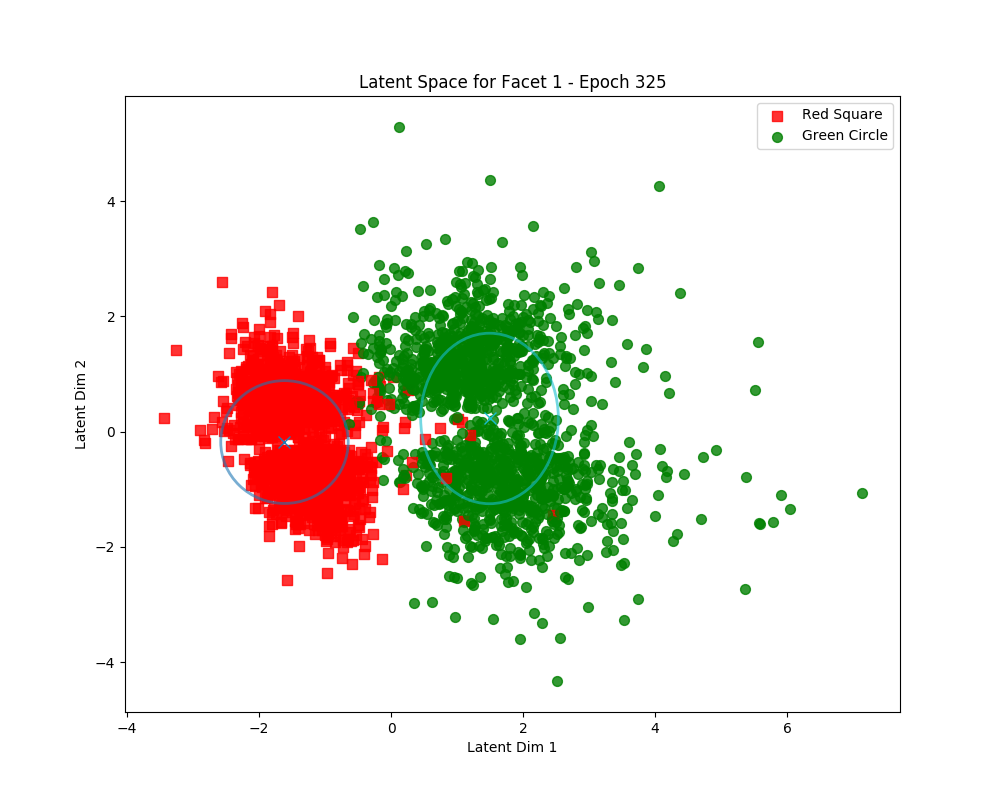 Latent Space for Facet 1 - Epoch 325
Red Square
Green Circle
4
2
0
−2
−4
Latent Dim 2
−4
−2
0
2
4
6
Latent Dim 1